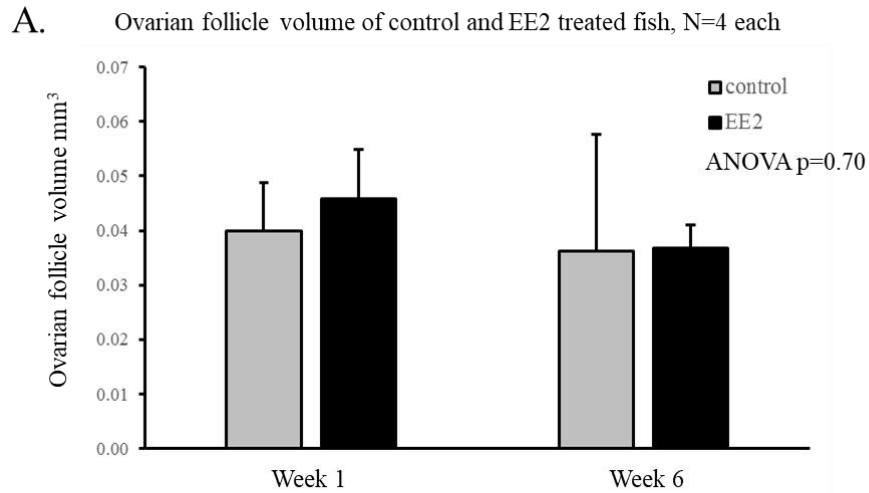 A.
Ovarian follicle volume of control and EE2 treated fish, N=4 each
Ovarian follicle volume mm³
0.07
0.06
0.05
0.04
0.03
0.02
0.01
0.00
control
EE2
ANOVA p=0.70
Week 1
Week 6